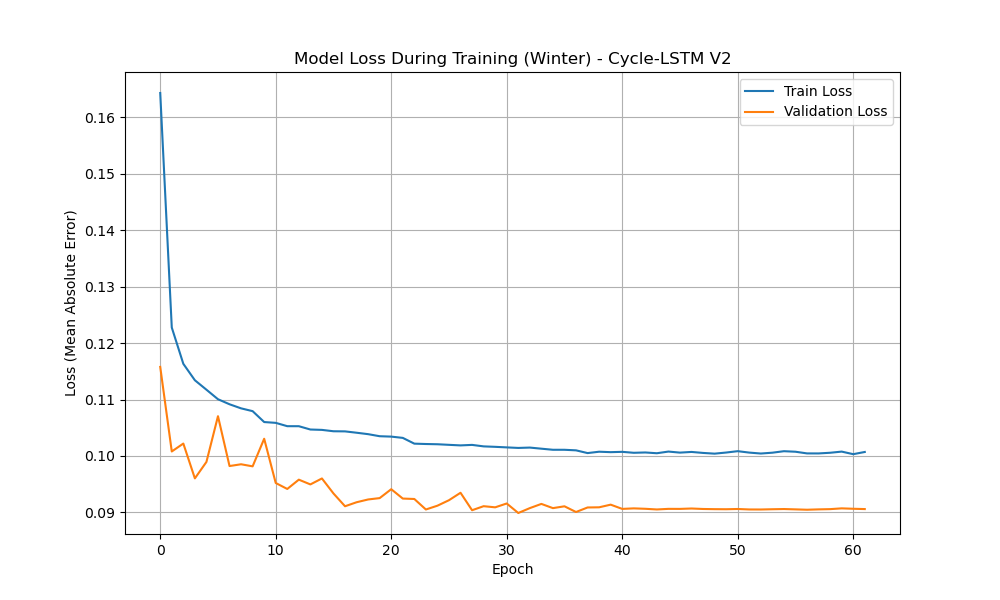 Model Loss During Training (Winter) - Cycle-LSTM V2
Train Loss
Validation Loss
Loss (Mean Absolute Error)
0.16
0.15
0.14
0.13
0.12
0.11
0.10
0.09
0 10 20 30 40 50 60
Epoch